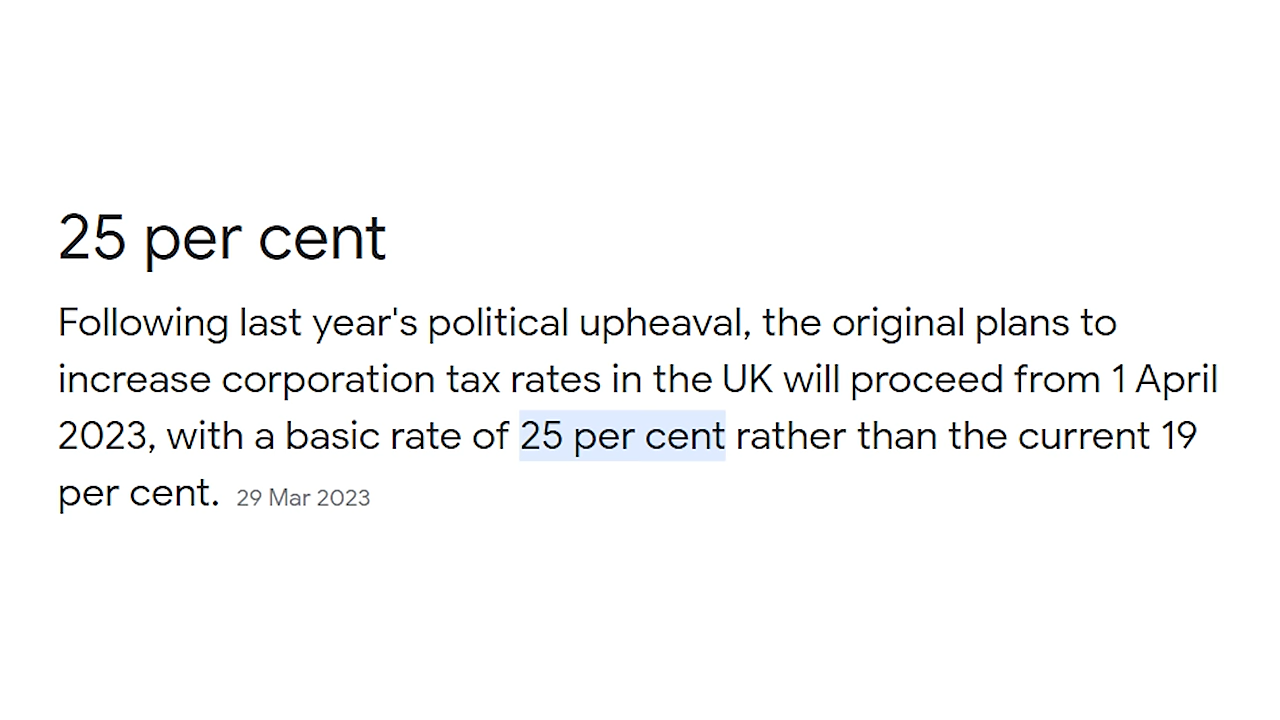 25 per cent
Following last year's political upheaval, the original plans to
increase corporation tax rates in the UK will proceed from 1 April
2023, with a basic rate of 25 per cent rather than the current 19
per cent. 29 Mar 2023